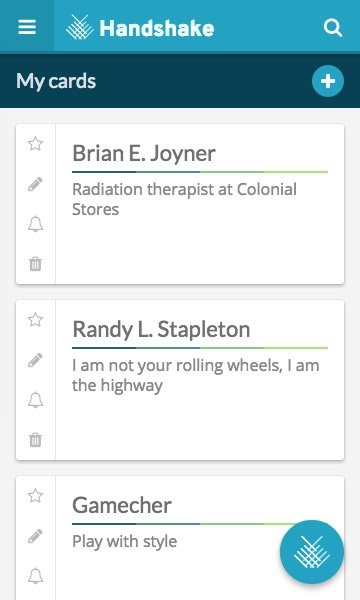 Handshake
My cards
Brian E. Joyner
Radiation therapist at Colonial
Stores
Randy L. Stapleton
I am not your rolling wheels, I am
the highway
Gamecher
Play with style